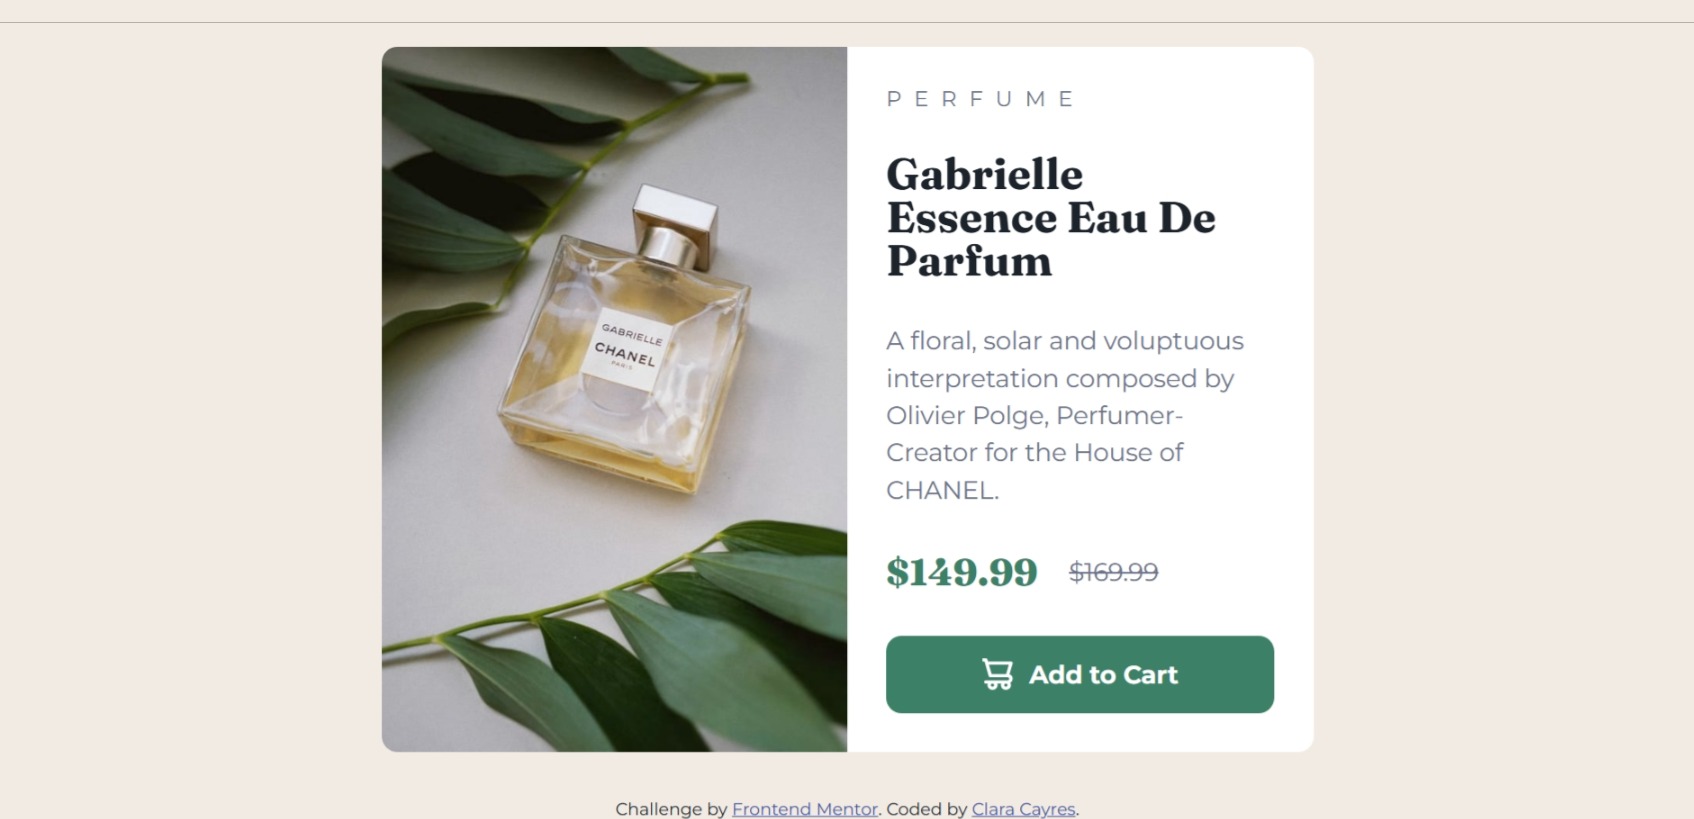 PERFUME
Gabrielle
Essence Eau De
Parfum
A floral, solar and voluptuous
interpretation composed by
Olivier Polge, Perfumer-
Creator for the House of
CHANEL.
$149.99 $169.99
Add to Cart
GABRIELLE
CHANEL
PARIS
Challenge by Frontend Mentor. Coded by Clara Cayres.